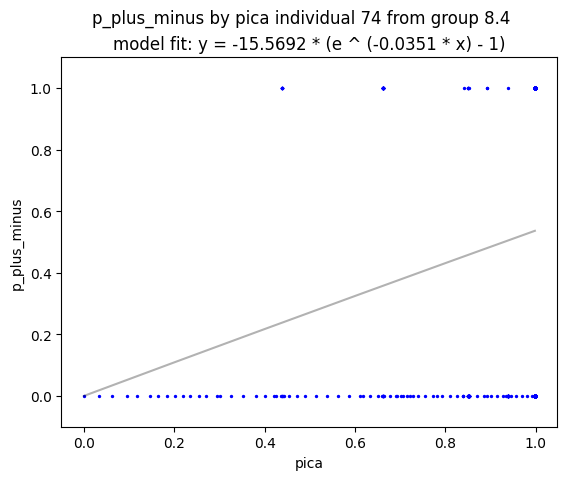 p_plus_minus by pica individual 74 from group 8.4
model fit: y = -15.5692 * (e ^ (-0.0351 * x) - 1)
1.0
0.8
0.6
0.4
0.2
0.0
p_plus_minus
0.0 0.2 0.4 0.6 0.8 1.0
pica